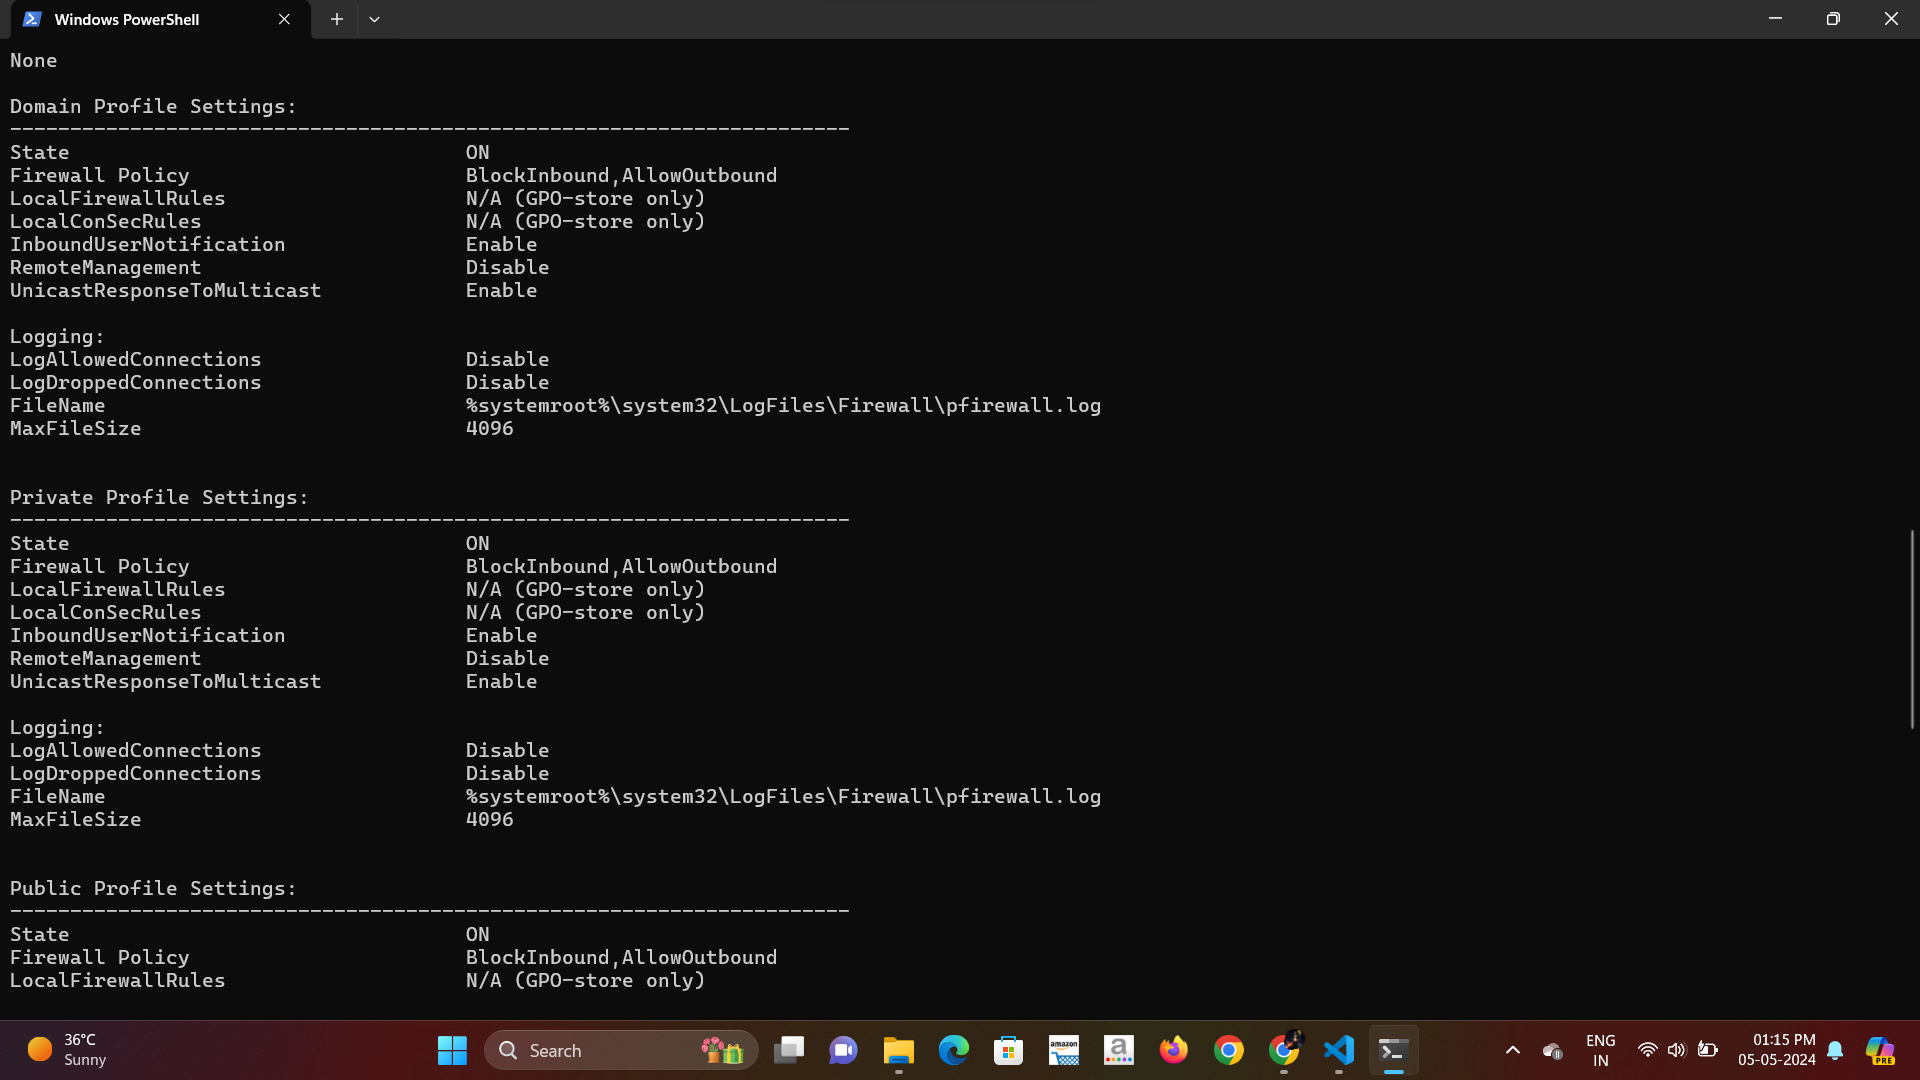 Windows PowerShell
None
Domain Profile Settings:
----------------------------------------------------------------------
State                                 ON
Firewall Policy                       BlockInbound,AllowOutbound
LocalFirewallRules                    N/A (GPO-store only)
LocalConSecRules                      N/A (GPO-store only)
InboundUserNotification               Enable
RemoteManagement                      Disable
UnicastResponseToMulticast            Enable
Logging:
LogAllowedConnections                 Disable
LogDroppedConnections                 Disable
FileName                              %systemroot%\system32\LogFiles\Firewall\pfirewall.log
MaxFileSize                           4096
Private Profile Settings:
----------------------------------------------------------------------
State                                 ON
Firewall Policy                       BlockInbound,AllowOutbound
LocalFirewallRules                    N/A (GPO-store only)
LocalConSecRules                      N/A (GPO-store only)
InboundUserNotification               Enable
RemoteManagement                      Disable
UnicastResponseToMulticast            Enable
Logging:
LogAllowedConnections                 Disable
LogDroppedConnections                 Disable
FileName                              %systemroot%\system32\LogFiles\Firewall\pfirewall.log
MaxFileSize                           4096
Public Profile Settings:
----------------------------------------------------------------------
State                                 ON
Firewall Policy                       BlockInbound,AllowOutbound
LocalFirewallRules                    N/A (GPO-store only)
36°C
Sunny
Search
amazon
a
ENG
IN
01:15 PM
05-05-2024
PRE